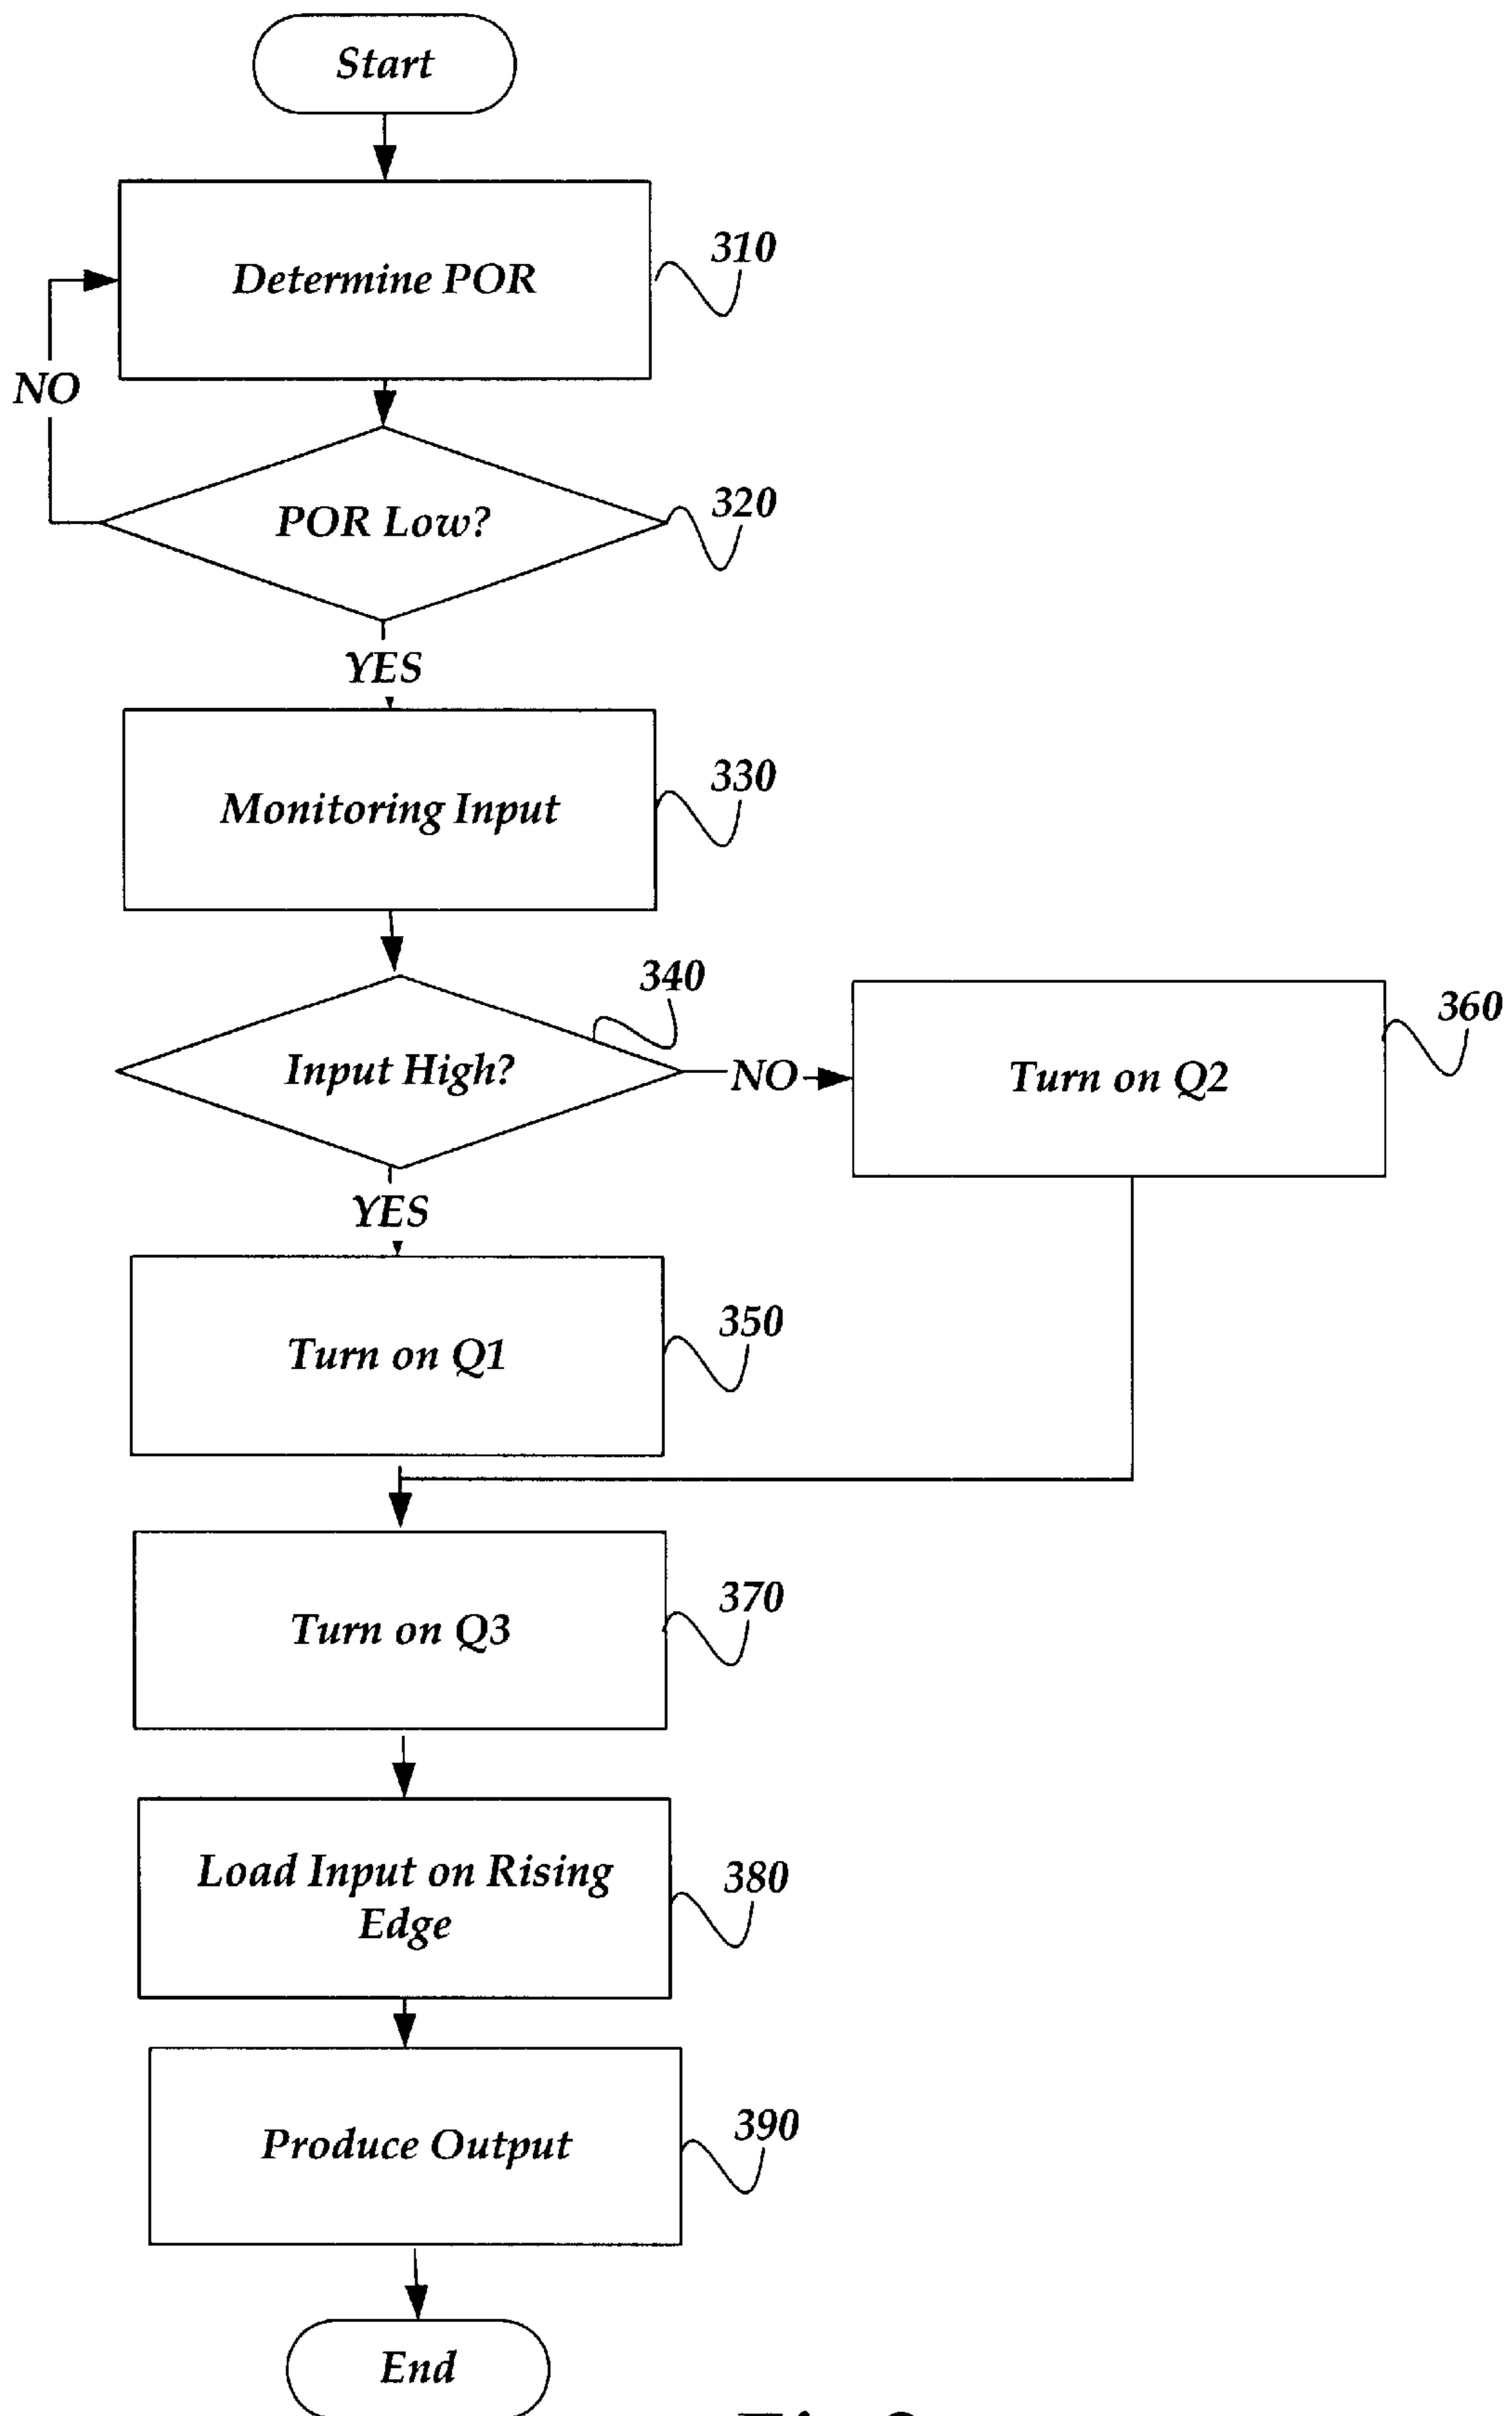 Start
Determine POR
310
NO
POR Low?
320
YES
Monitoring Input
330
Input High?
340
NO
Turn on Q2
360
YES
Turn on Q1
350
Turn on Q3
370
Load Input on Rising
Edge
380
Produce Output
390
End